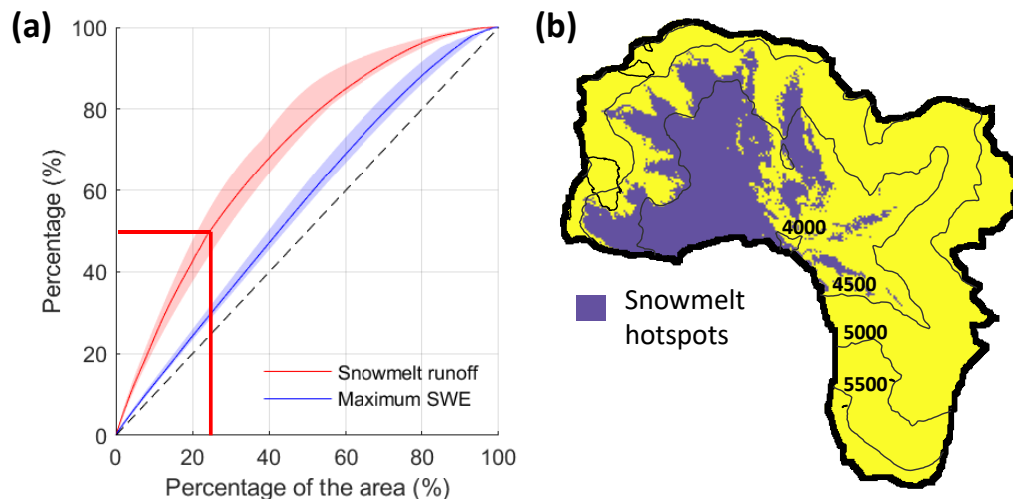 (a)
100
80
60
40
20
0
Percentage (%)
0 20 40 60 80 100
Percentage of the area (%)
Snowmelt runoff
Maximum SWE
(b)
4000
4500
5000
5500
Snowmelt
hotspots